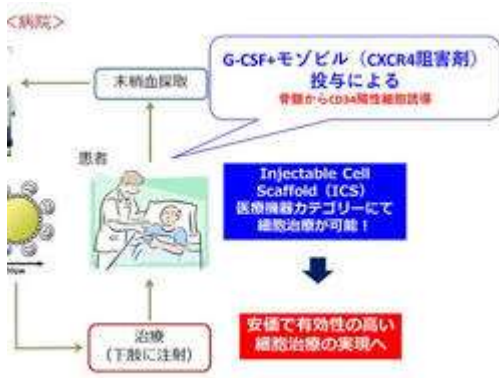 ＜病院＞
G-CSF+モゾビル（CXCR4阻害剤）
投与による
骨髄からCD34陽性細胞誘導
末梢血採取
患者
Injectable Cell
Scaffold（ICS）
医療機器カテゴリーにて
細胞治療が可能！
治療
（下肢に注射）
安価で有効性の高い
細胞治療の実現へ